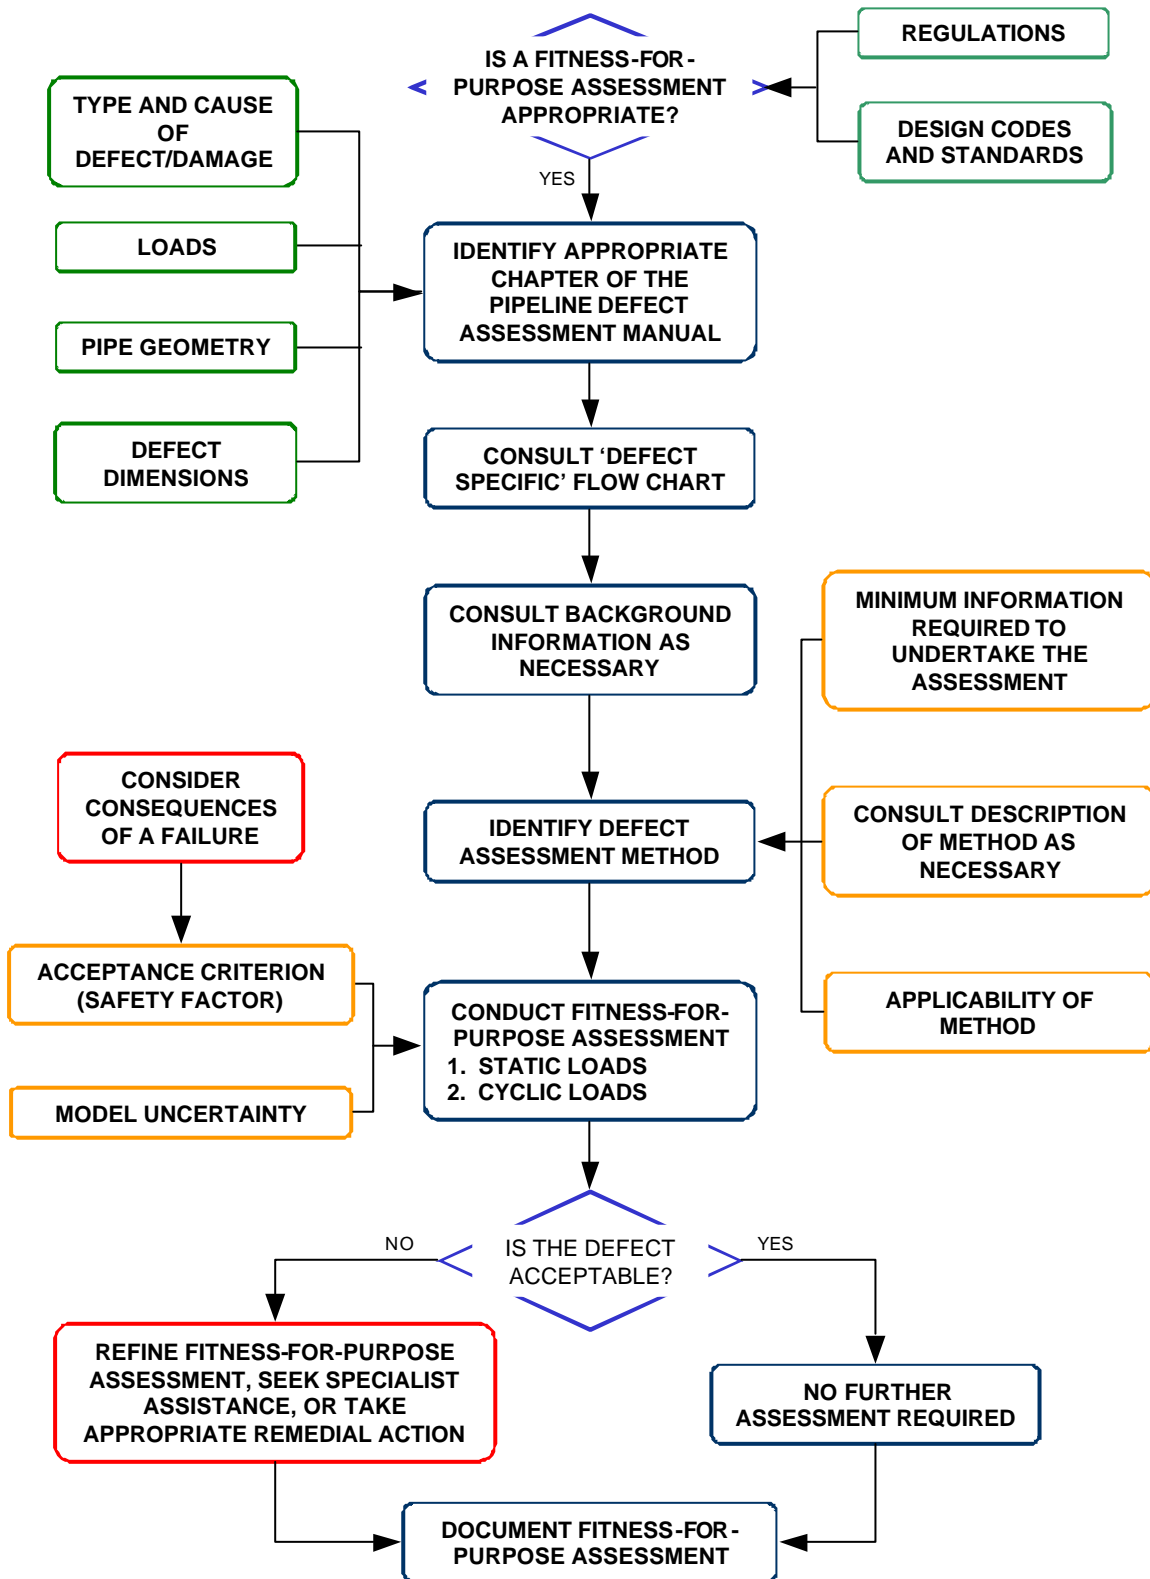 IS A FITNESS-FOR-
PURPOSE ASSESSMENT
APPROPRIATE?
REGULATIONS
DESIGN CODES
AND STANDARDS
TYPE AND CAUSE
OF
DEFECT/DAMAGE
LOADS
PIPE GEOMETRY
DEFECT
DIMENSIONS
YES
IDENTIFY APPROPRIATE
CHAPTER OF THE
PIPELINE DEFECT
ASSESSMENT MANUAL
CONSULT ‘DEFECT
SPECIFIC’ FLOW CHART
CONSULT BACKGROUND
INFORMATION AS
NECESSARY
MINIMUM INFORMATION
REQUIRED TO
UNDERTAKE THE
ASSESSMENT
CONSULT DESCRIPTION
OF METHOD AS
NECESSARY
APPLICABILITY OF
METHOD
IDENTIFY DEFECT
ASSESSMENT METHOD
CONSIDER
CONSEQUENCES
OF A FAILURE
ACCEPTANCE CRITERION
(SAFETY FACTOR)
MODEL UNCERTAINTY
CONDUCT FITNESS-FOR-
PURPOSE ASSESSMENT
1. STATIC LOADS
2. CYCLIC LOADS
IS THE DEFECT
ACCEPTABLE?
NO
YES
REFINE FITNESS-FOR-PURPOSE
ASSESSMENT, SEEK SPECIALIST
ASSISTANCE, OR TAKE
APPROPRIATE REMEDIAL ACTION
NO FURTHER
ASSESSMENT REQUIRED
DOCUMENT FITNESS-FOR-
PURPOSE ASSESSMENT